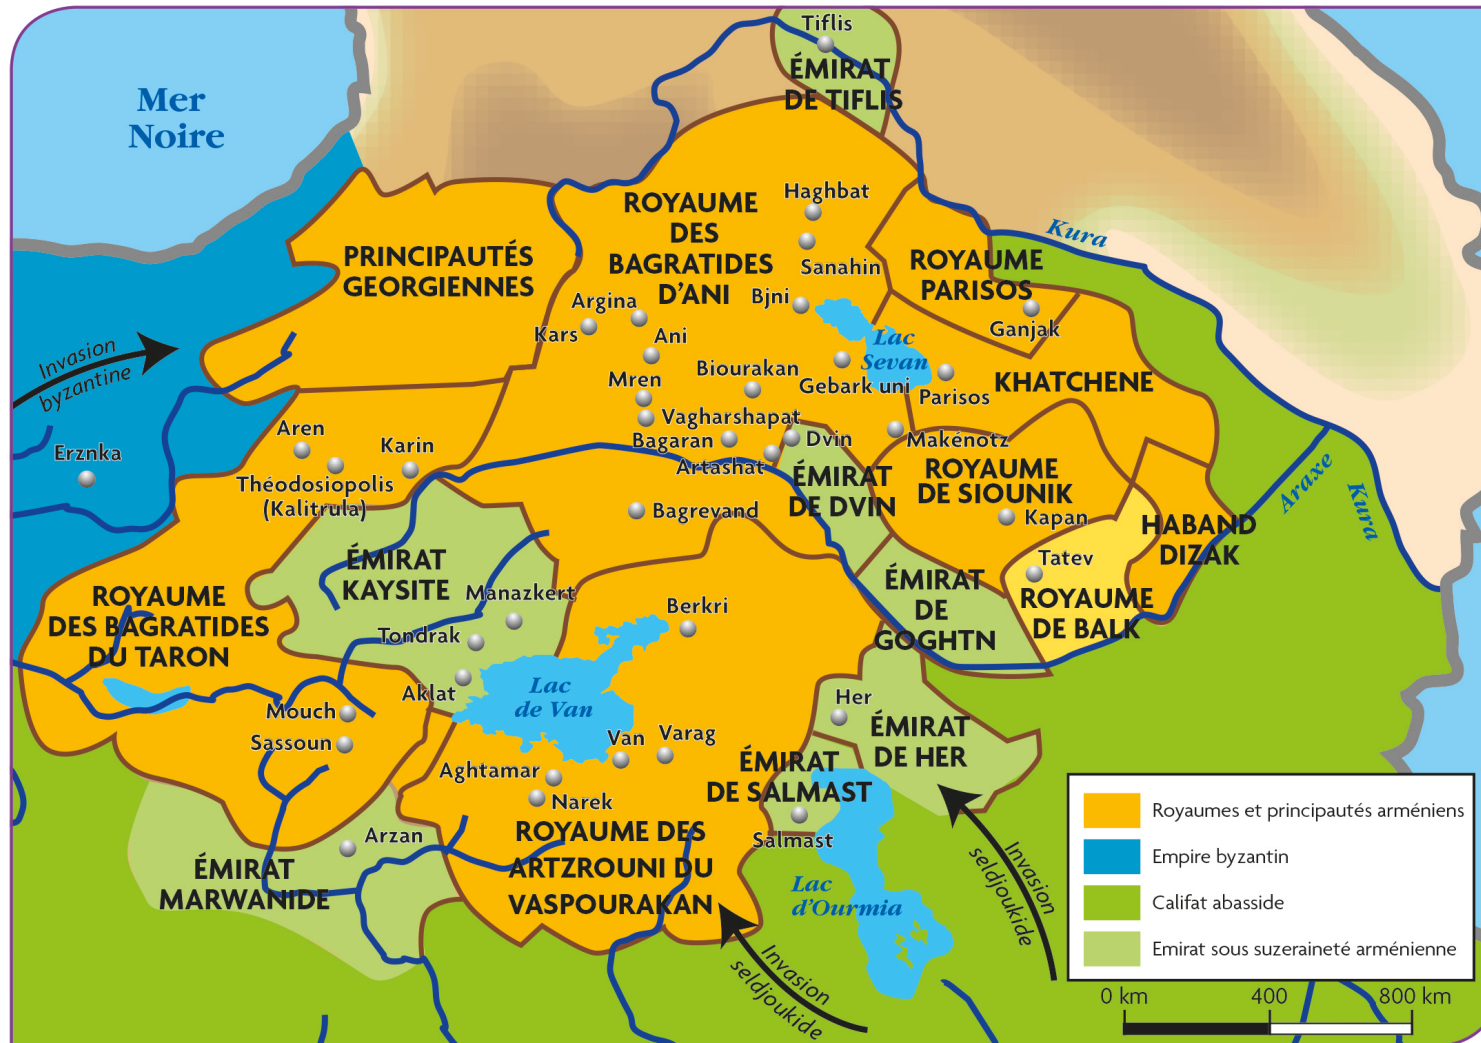 Tiflis
ÉMIRAT
DE TIFLIS
Mer
Noire
Haghbat
ROYAUME
DES
BAGRATIDES
D'ANI
Sanahin
Kura
PRINCIPAUTÉS
GEORGIENNES
ROYAUME
PARISOS
Ganjak
Argina
Bjni
Kars
Ani
Lac
Sevan
Invasion
byzantine
Mren
Biourakan
Gebark uni
Parisos
KHATCHENE
Vagharshapat
Bagaran
Dvin
Makénotz
Artashat
Aren
Karin
Erznka
Théodosiopolis
(Kalitrula)
ÉMIRAT
DE DVIN
ROYAUME
DE SIOUNIK
Araxe
Kura
Bagrevand
Kapan
HABAND
DIZAK
ÉMIRAT
KAYSITE
Tatev
Manazkert
ÉMIRAT
DE
GOGHTN
ROYAUME
DE BALK
ROYAUME
DES BAGRATIDES
DU TARON
Berkri
Tondrak
Aklat
Lac
de Van
Her
Mouch
Sassoun
ÉMIRAT
DE HER
Van
Varag
Aghtamar
Narek
ÉMIRAT
DE SALMAST
Salmast
ROYAUME DES
ARTZROUNI DU
VASPOURAKAN
Arzan
ÉMIRAT
MARWANIDE
Lac
d'Ourmia
Invasion
seldjoukide
Invasion
seldjoukide
Royaumes et principautés arméniens
Empire byzantin
Califat abasside
Emirat sous suzeraineté arménienne
0 km 400 800 km